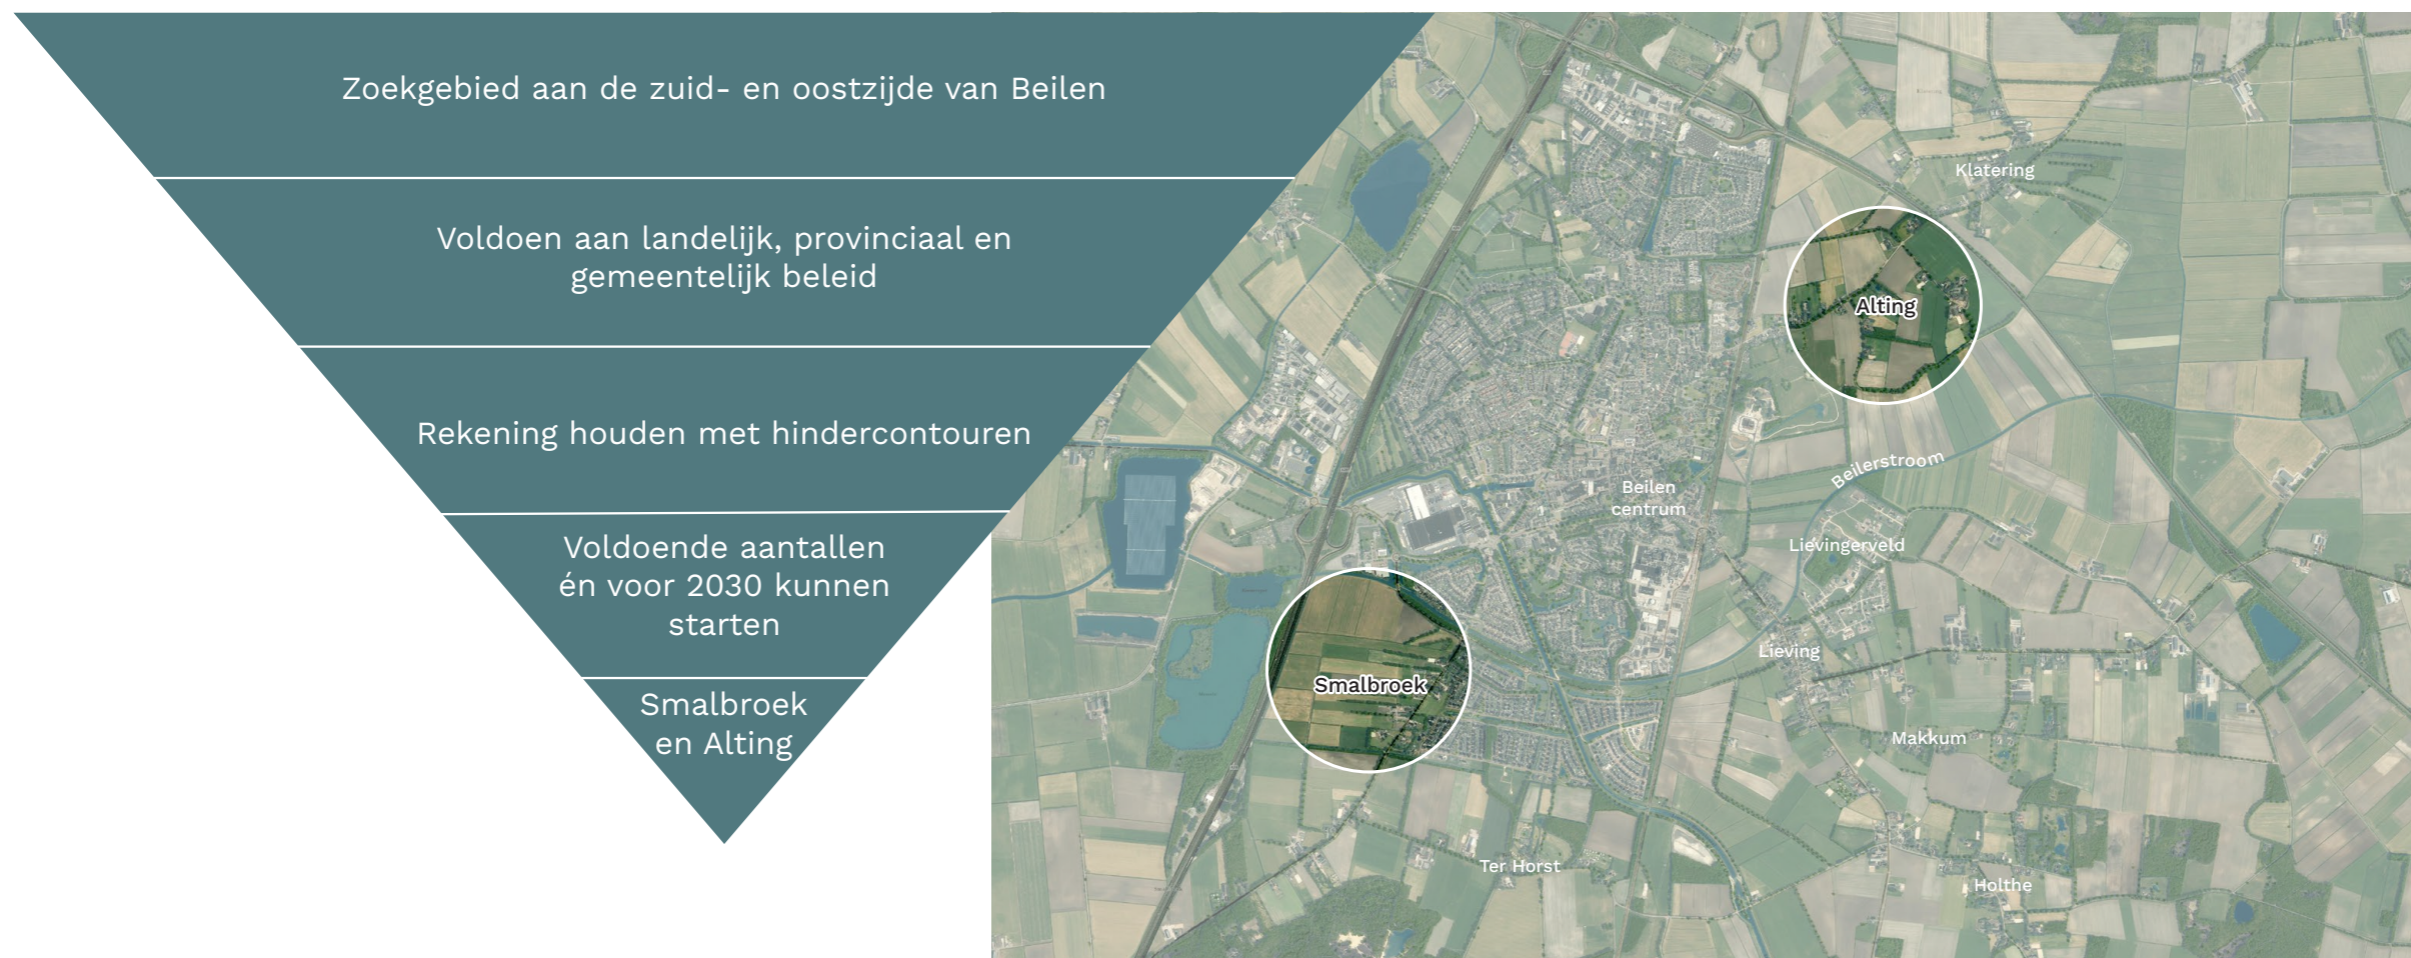 Zoekgebied aan de zuid- en oostzijde van Beilen
Voldoen aan landelijk, provinciaal en
gemeentelijk beleid
Rekening houden met hindercontouren
Voldoende aantallen
én voor 2030 kunnen
starten
Smalbroek
en Alting
Klatering
Alting
Beilerstroom
Beilen
centrum
Lievingerveld
Lieving
Smalbroek
Makkum
Ter Horst
Holthe